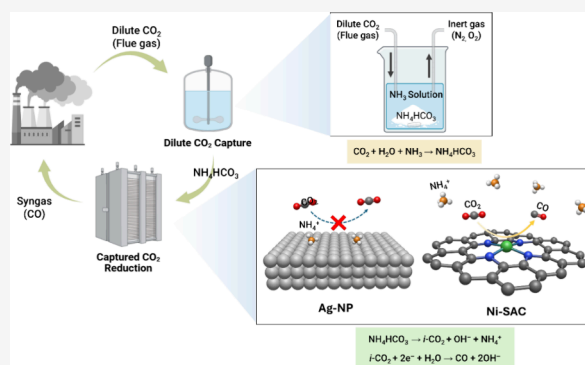 Dilute CO₂
(Flue gas)
Dilute CO₂ Capture
NH₄HCO₃
Syngas
(CO)
Captured CO₂
Reduction
Dilute CO₂
(Flue gas)
Inert gas
(N₂, O₂)
NH₃ Solution
NH₄HCO₃
CO₂ + H₂O + NH₃ → NH₄HCO₃
CO₂
NH₄⁺
Ag-NP
NH₄⁺
CO₂
CO
Ni-SAC
NH₄HCO₃ → i-CO₂ + OH⁻ + NH₄⁺
i-CO₂ + 2e⁻ + H₂O → CO + 2OH⁻